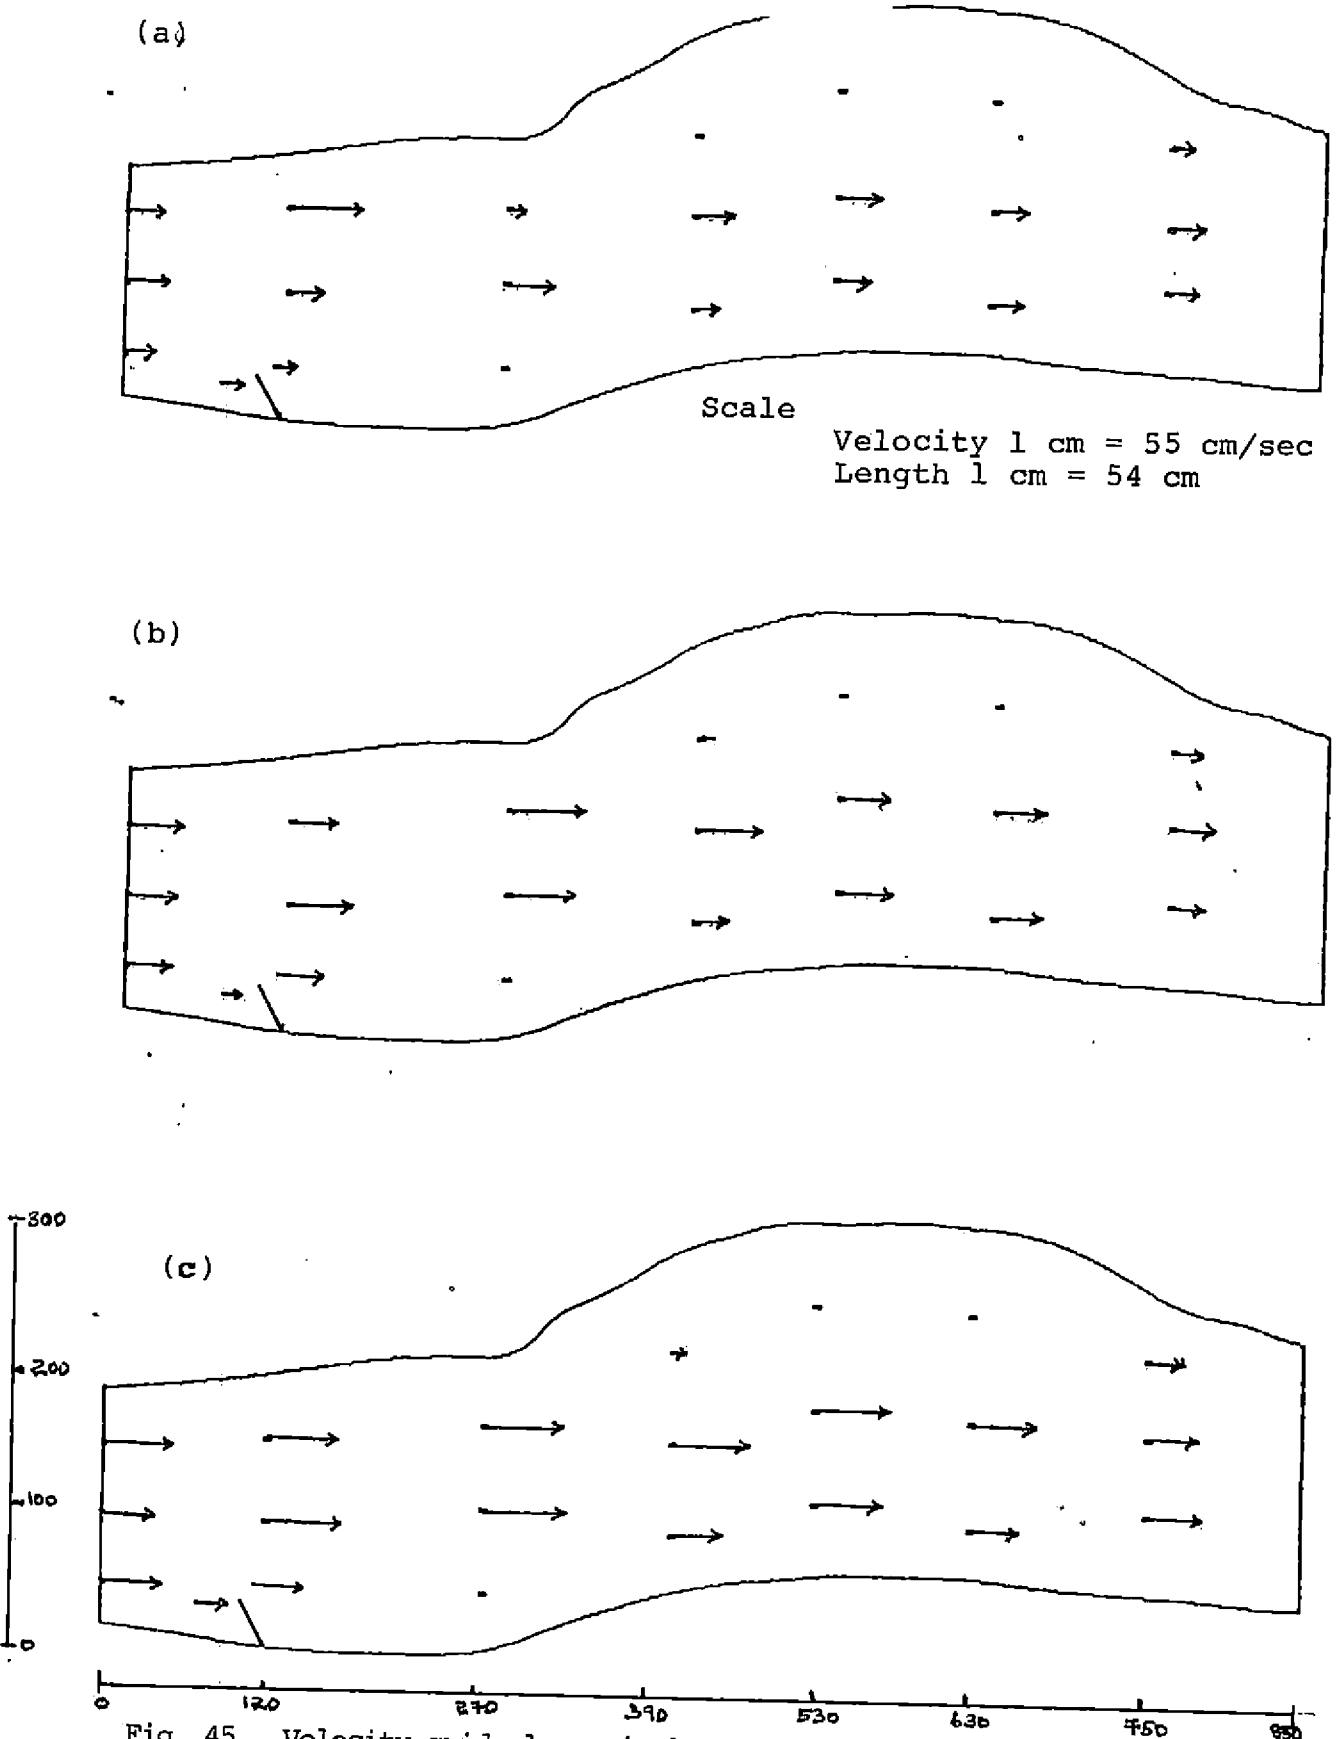 (a)
Scale
Velocity 1 cm = 55 cm/sec
Length 1 cm = 54 cm
(b)
300
(c)
200
100
0
0 120 270 390 530 630 750 850
Fig. 45. Velocity